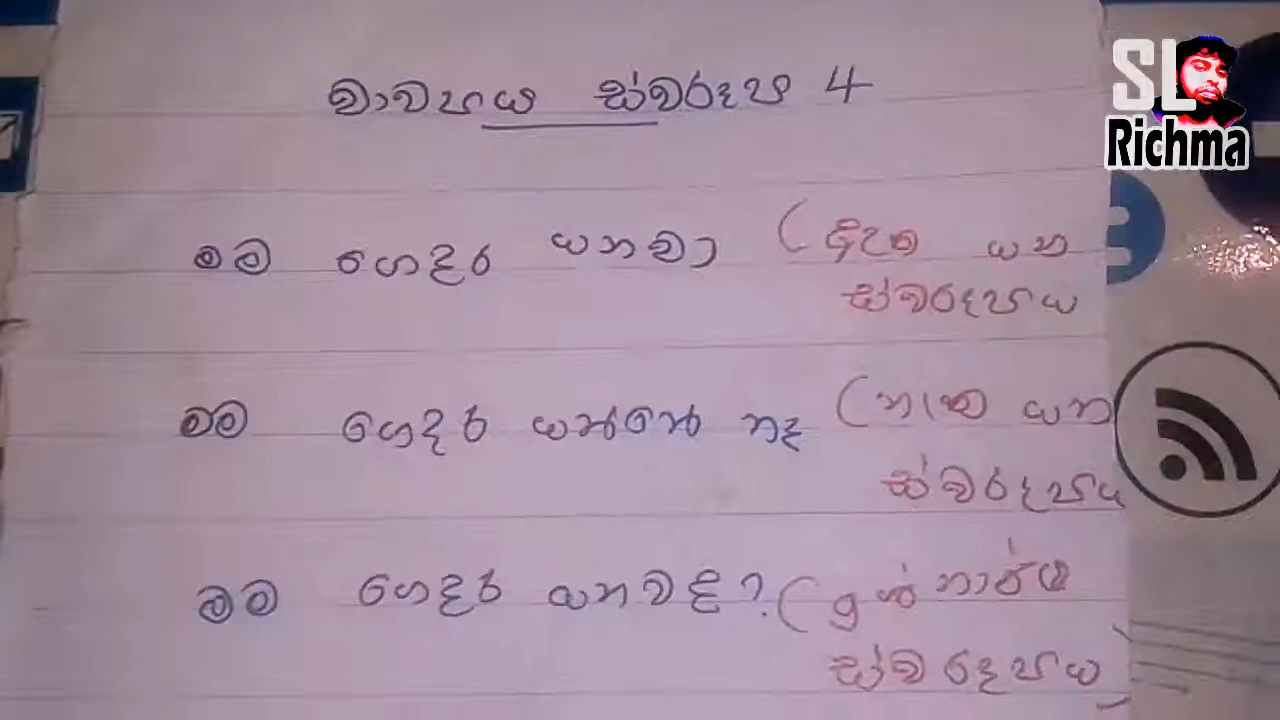 වාච්‍යය ස්වරූප 4
SL
Richma
මම ගෙදර යනවා (දිය යන
ස්වරූපය
මම ගෙදර යන්නෙ නෑ (නැත යන
ස්වරූපය
මම ගෙදර යනවද? (ප්‍රශ්නාර්ථ
ස්වරූපය